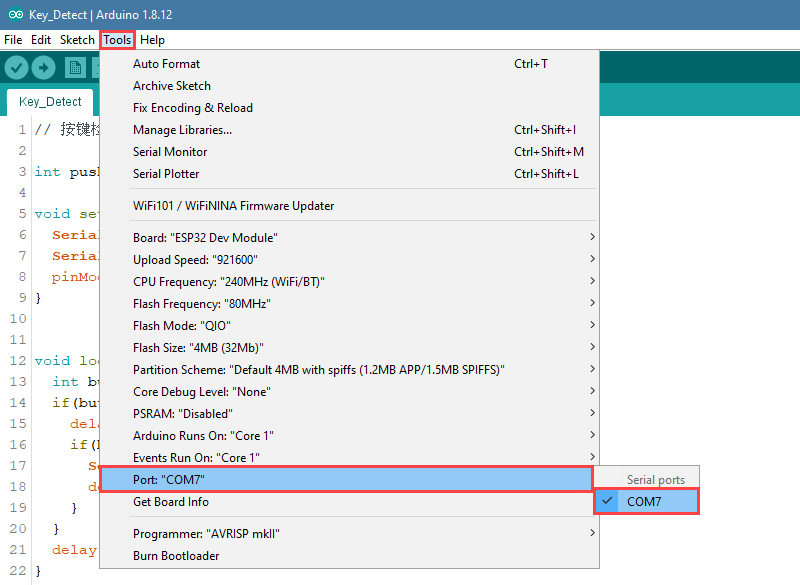 Key_Detect | Arduino 1.8.12
File Edit Sketch Tools Help
Auto Format Ctrl+T
Archive Sketch
Fix Encoding & Reload
Manage Libraries... Ctrl+Shift+I
Serial Monitor Ctrl+Shift+M
Serial Plotter Ctrl+Shift+L
WiFi101 / WiFiNINA Firmware Updater
Board: "ESP32 Dev Module"
Upload Speed: "921600"
CPU Frequency: "240MHz (WiFi/BT)"
Flash Frequency: "80MHz"
Flash Mode: "QIO"
Flash Size: "4MB (32Mb)"
Partition Scheme: "Default 4MB with spiffs (1.2MB APP/1.5MB SPIFFS)"
Core Debug Level: "None"
PSRAM: "Disabled"
Arduino Runs On: "Core 1"
Events Run On: "Core 1"
Port: "COM7"
Get Board Info
Programmer: "AVRISP mkII"
Burn Bootloader
Serial ports
COM7
Key_Detect
1 // 按键
2
3 int push
4
5 void se
6 Serial
7 Serial
8 pinMo
9 }
10
11
12 void lo
13 int bu
14 if(bu
15 dela
16 if(
17 S
18 d
19 }
20 }
21 delay
22 }